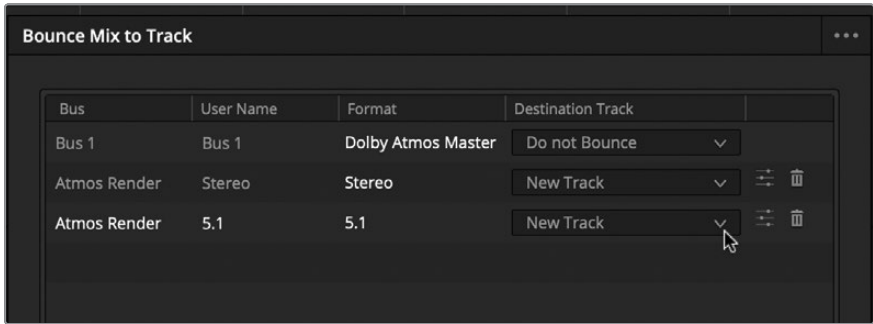 Bounce Mix to Track
Bus User Name Format Destination Track
Bus 1 Bus 1 Dolby Atmos Master Do not Bounce
Atmos Render Stereo Stereo New Track
Atmos Render 5.1 5.1 New Track